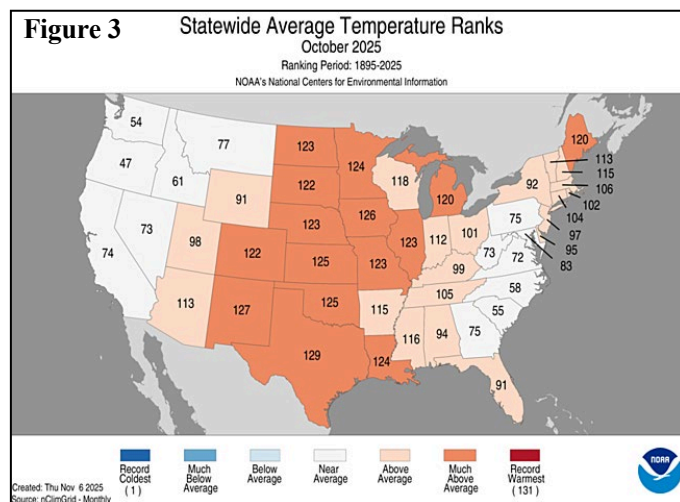 Figure 3
Statewide Average Temperature Ranks
October 2025
Ranking Period: 1895-2025
NOAA's National Centers for Environmental Information
54
77
123
124
120
47
61
122
118
113
115
91
120
92
106
102
74
73
98
123
126
123
112
101
75
104
97
95
83
122
125
123
73
72
99
58
113
127
125
115
105
55
129
124
116
94
75
91
Record
Coldest
(1)
Much
Below
Average
Below
Average
Near
Average
Above
Average
Much
Above
Average
Record
Warmest
(131)
Created: Thu Nov 6 2025
Source: nClimGrid - Monthly
NOAA